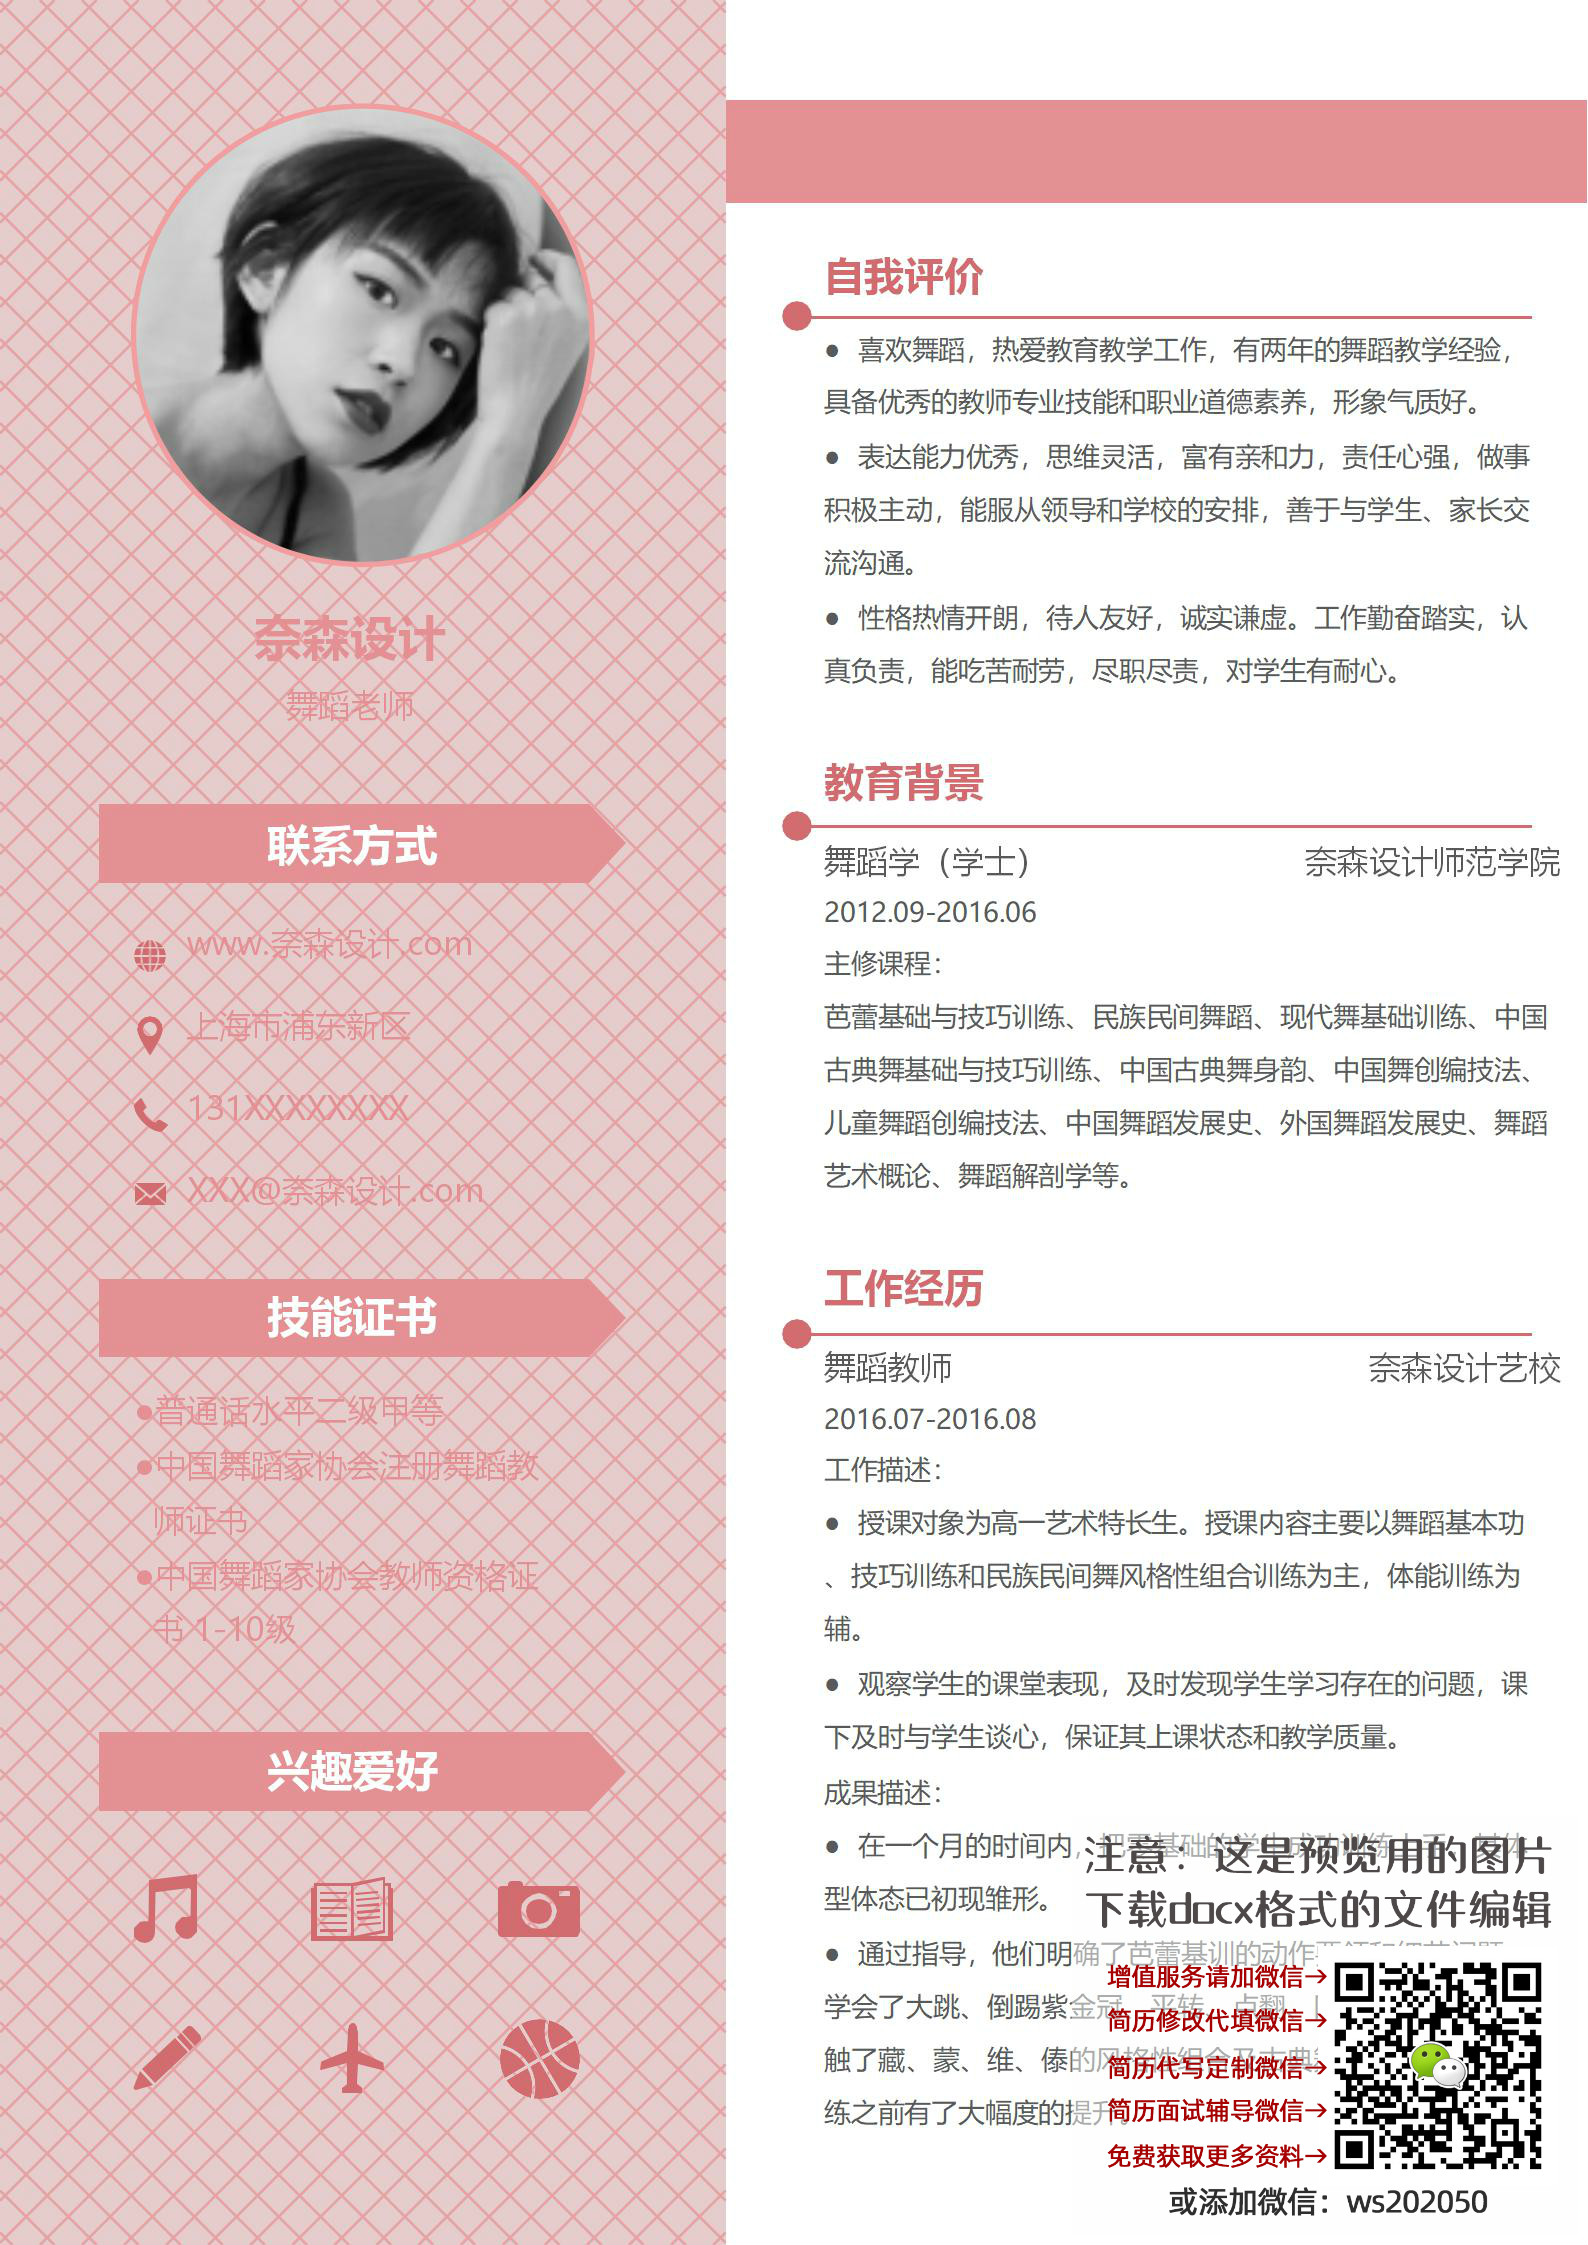 奈森设计
舞蹈老师
联系方式
www.奈森设计.com
上海市浦东新区
131XXXXXXXX
XXX@奈森设计.com
技能证书
●普通话水平二级甲等
●中国舞蹈家协会注册舞蹈教
师证书
●中国舞蹈家协会教师资格证
书 1-10级
兴趣爱好
自我评价
● 喜欢舞蹈，热爱教育教学工作，有两年的舞蹈教学经验，
具备优秀的教师专业技能和职业道德素养，形象气质好。
● 表达能力优秀，思维灵活，富有亲和力，责任心强，做事
积极主动，能服从领导和学校的安排，善于与学生、家长交
流沟通。
● 性格热情开朗，待人友好，诚实谦虚。工作勤奋踏实，认
真负责，能吃苦耐劳，尽职尽责，对学生有耐心。
教育背景
舞蹈学（学士） 奈森设计师范学院
2012.09-2016.06
主修课程：
芭蕾基础与技巧训练、民族民间舞蹈、现代舞基础训练、中国
古典舞基础与技巧训练、中国古典舞身韵、中国舞创编技法、
儿童舞蹈创编技法、中国舞蹈发展史、外国舞蹈发展史、舞蹈
艺术概论、舞蹈解剖学等。
工作经历
舞蹈教师 奈森设计艺校
2016.07-2016.08
工作描述：
● 授课对象为高一艺术特长生。授课内容主要以舞蹈基本功
、技巧训练和民族民间舞风格性组合训练为主，体能训练为
辅。
● 观察学生的课堂表现，及时发现学生学习存在的问题，课
下及时与学生谈心，保证其上课状态和教学质量。
成果描述：
● 在一个月的时间内，把零基础的学生成功训练上手，其体
型体态已初现雏形。
● 通过指导，他们明确了芭蕾基训的动作要领和细节问题，
学会了大跳、倒踢紫金冠、平转、点翻、
触了藏、蒙、维、傣的风格性组合及古典
练之前有了大幅度的提升。
注意：这是预览用的图片
下载docx格式的文件编辑
增值服务请加微信→
简历修改代填微信→
简历代写定制微信→
简历面试辅导微信→
免费获取更多资料→
或添加微信：ws202050